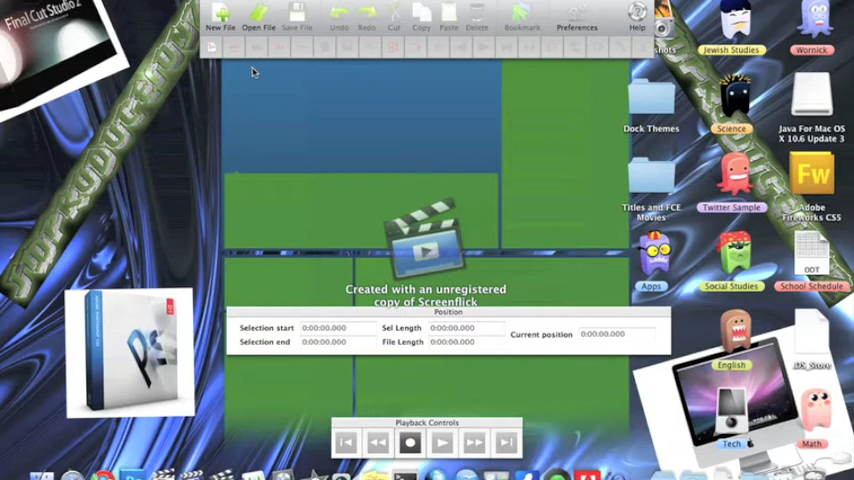 Final Cut Studio 2
New File
Open File
Save File
Undo
Redo
Cut
Copy
Paste
Delete
Bookmark
Preferences
Help
Jewish Studies
Wornick
Dock Themes
Science
Java For Mac OS
X 10.6 Update 3
Titles and FCE
Movies
Twitter Sample
Fw
Adobe
Fireworks CS5
Apps
Social Studies
ODT
School Schedule
Created with an unregistered
copy of Screenflick
Position
Selection start 0:00:00.000
Sel Length 0:00:00.000
Current position 0:00:00.000
Selection end 0:00:00.000
File Length 0:00:00.000
English
.DS_Store
Ps
Playback Controls
Tech
Math